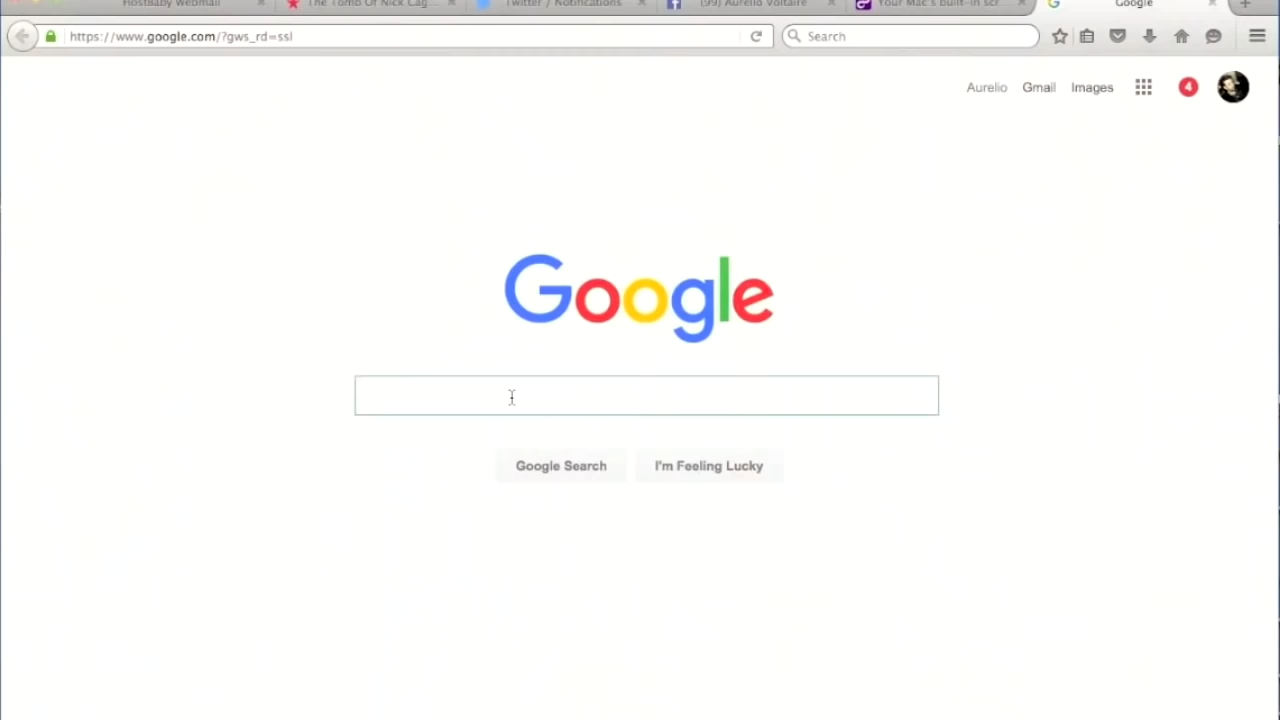 HostBaby Webmail
The Tomb Of Nick Cag...
Twitter / Notifications
(99) Aurelio Voltaire
Your Mac's built-in scr...
Google
https://www.google.com/?gws_rd=ssl
Search
Aurelio
Gmail
Images
4
Google
Google Search
I'm Feeling Lucky